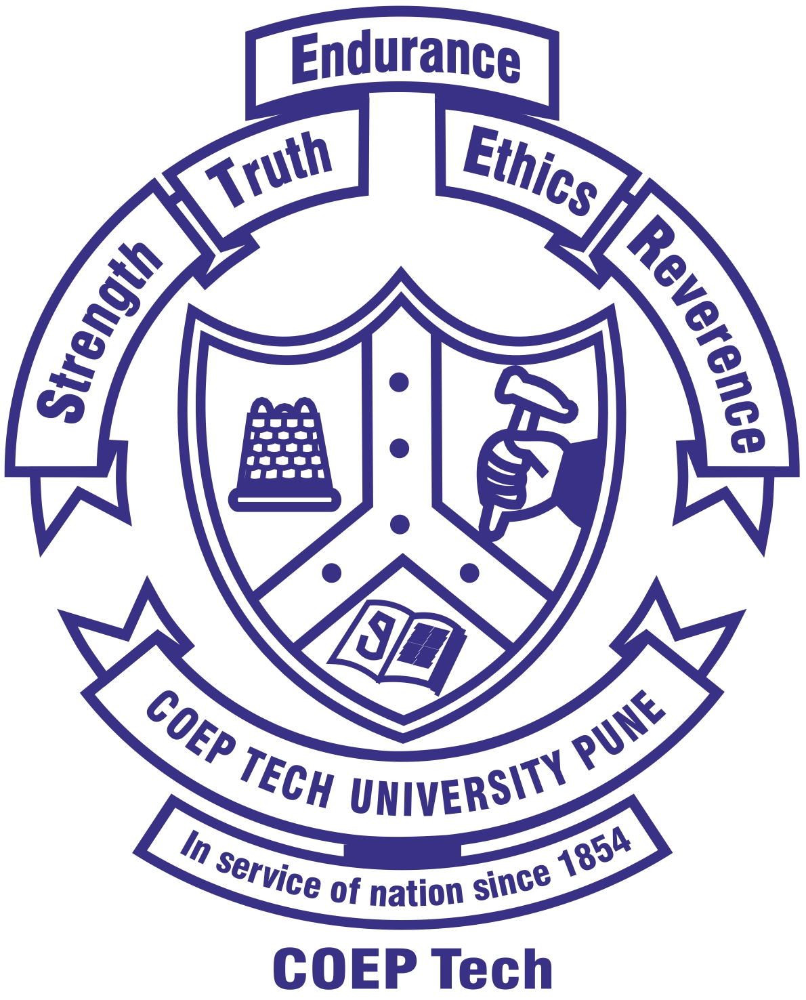 Endurance
Truth
Ethics
Strength
Reverence
COEP TECH UNIVERSITY PUNE
In service of nation since 1854
COEP Tech